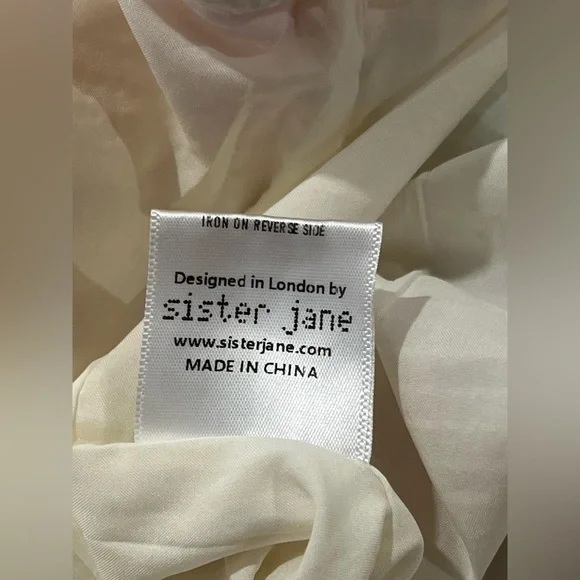 IRON ON REVERSE SIDE
Designed in London by
sister jane
www.sisterjane.com
MADE IN CHINA